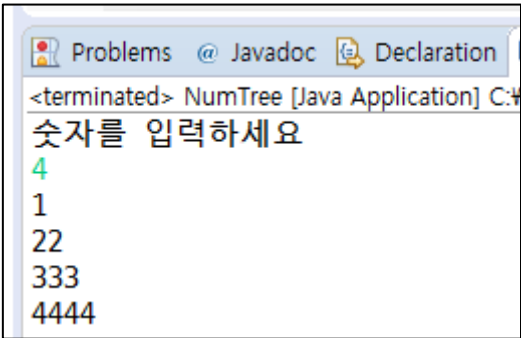 Problems @ Javadoc Declaration
<terminated> NumTree [Java Application] C:\
숫자를 입력하세요
4
1
22
333
4444